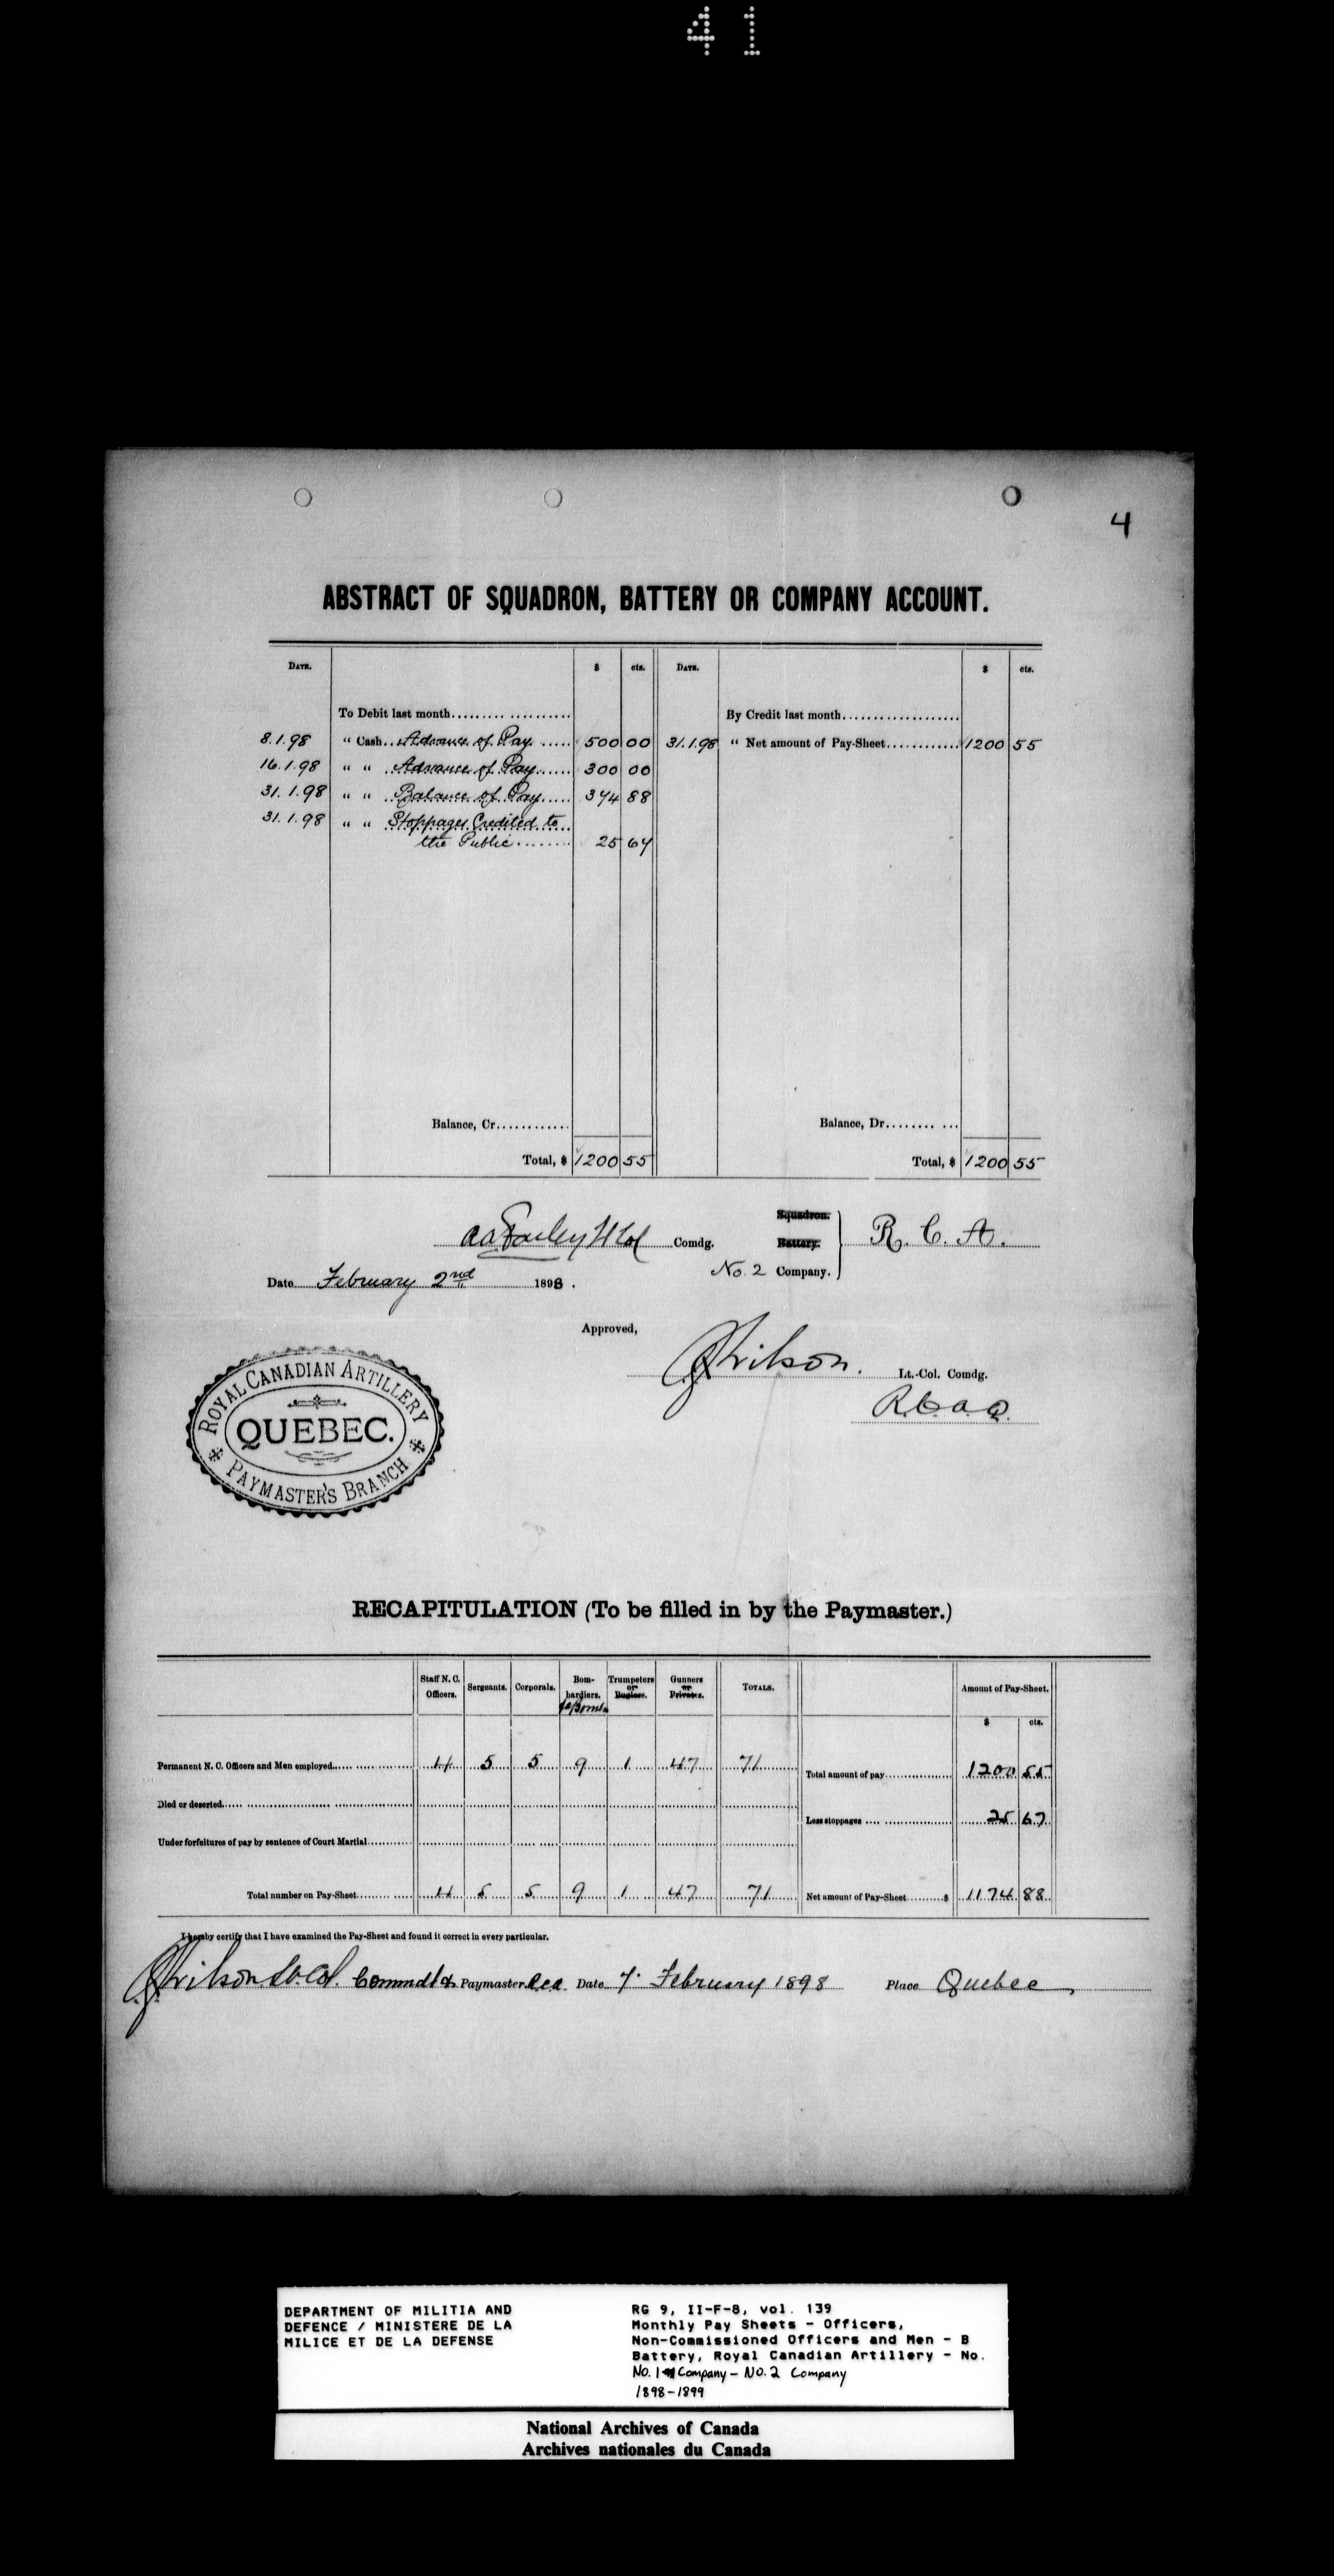 41
4
ABSTRACT OF SQUADRON, BATTERY OR COMPANY ACCOUNT.
DATE. $ cts. DATE. $ cts.
To Debit last month By Credit last month
8.1.98 " Cash Advance of Pay 500 00 31.1.98 " Net amount of Pay-Sheet 1200 55
16.1.98 " " Advance of Pay 300 00
31.1.98 " " Balance of Pay 374 88
31.1.98 " " Stoppages Credited to
the Public 25 67
Balance, Cr Balance, Dr
Total, $ 1200 55 Total, $ 1200 55
Squadron.
Comdg. Battery. R. C. A.
No. 2 Company.
Date February 2nd 1898.
Approved,
Wilson. Lt.-Col. Comdg.
R.C.A.Q.
ROYAL CANADIAN ARTILLERY
QUEBEC.
PAYMASTER'S BRANCH
RECAPITULATION (To be filled in by the Paymaster.)
Staff N. C. Officers. Sergeants. Corporals. Bombardiers. Trumpeters or Buglers. Gunners or Privates. TOTALS. Amount of Pay-Sheet.
$ cts.
Permanent N. C. Officers and Men employed 4 5 5 9 1 47 71 Total amount of pay 1200 55
Died or deserted
Less stoppages 25 67
Under forfeitures of pay by sentence of Court Martial
Total number on Pay-Sheet 4 5 5 9 1 47 71 Net amount of Pay-Sheet $ 1174 88
I hereby certify that I have examined the Pay-Sheet and found it correct in every particular.
Wilson Lt. Col. Commdt & Paymaster RCA. Date 7. February 1898 Place Quebec
DEPARTMENT OF MILITIA AND
DEFENCE / MINISTERE DE LA
MILICE ET DE LA DEFENSE
RG 9, II-F-8, vol. 139
Monthly Pay Sheets - Officers,
Non-Commissioned Officers and Men - B
Battery, Royal Canadian Artillery - No.
No. 1 Company - No. 2 Company
1898-1899
National Archives of Canada
Archives nationales du Canada